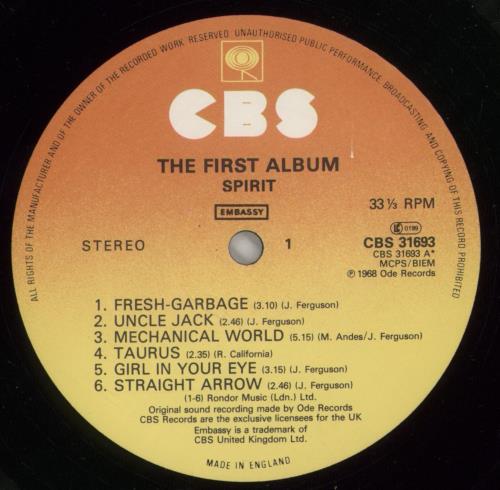 ALL RIGHTS OF THE MANUFACTURER AND OF THE OWNER OF THE RECORDED WORK RESERVED UNAUTHORISED PUBLIC PERFORMANCE, BROADCASTING AND COPYING OF THIS RECORD PROHIBITED
CBS
THE FIRST ALBUM
SPIRIT
EMBASSY
33 ⅓ RPM
LC 0199
STEREO
1
CBS 31693
CBS 31693 A*
MCPS/BIEM
℗ 1968 Ode Records
1. FRESH-GARBAGE (3.10) (J. Ferguson)
2. UNCLE JACK (2.46) (J. Ferguson)
3. MECHANICAL WORLD (5.15) (M. Andes/J. Ferguson)
4. TAURUS (2.35) (R. California)
5. GIRL IN YOUR EYE (3.15) (J. Ferguson)
6. STRAIGHT ARROW (2.46) (J. Ferguson)
(1-6) Rondor Music (Ldn.) Ltd.
Original sound recording made by Ode Records
CBS Records are the exclusive licensees for the UK
Embassy is a trademark of
CBS United Kingdom Ltd.
MADE IN ENGLAND